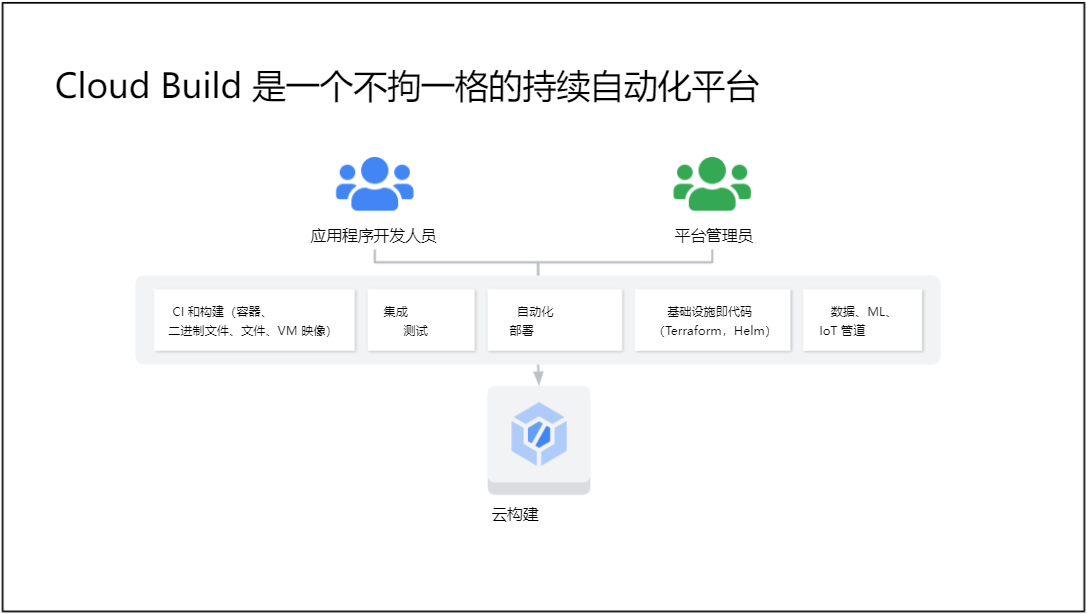 Cloud Build 是一个不拘一格的持续自动化平台
应用程序开发人员
平台管理员
CI 和构建（容器、
二进制文件、文件、VM 映像）
集成
测试
自动化
部署
基础设施即代码
（Terraform，Helm）
数据、ML、
IoT 管道
云构建